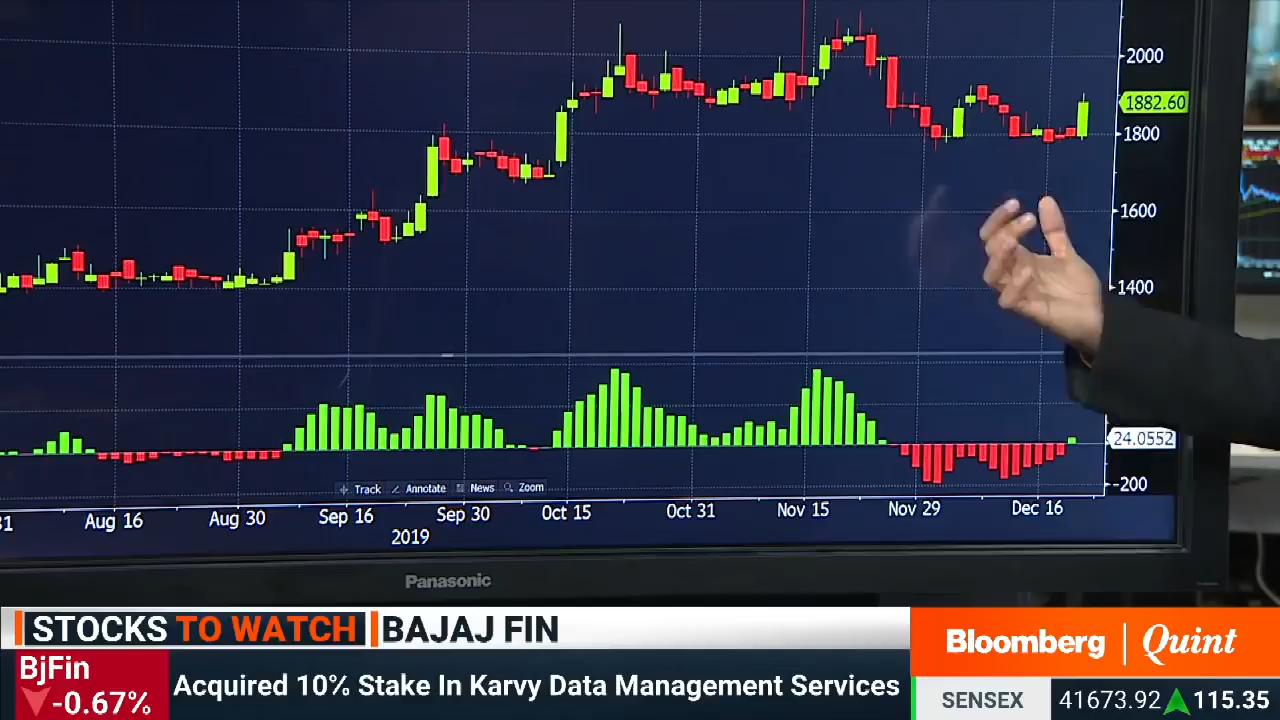 2000
1882.60
1800
1600
1400
24.0552
-200
Track Annotate News Zoom
31 Aug 16 Aug 30 Sep 16 Sep 30 Oct 15 Oct 31 Nov 15 Nov 29 Dec 16
2019
Panasonic
STOCKS TO WATCH BAJAJ FIN
Bloomberg Quint
BjFin
-0.67%
Acquired 10% Stake In Karvy Data Management Services
SENSEX 41673.92 115.35